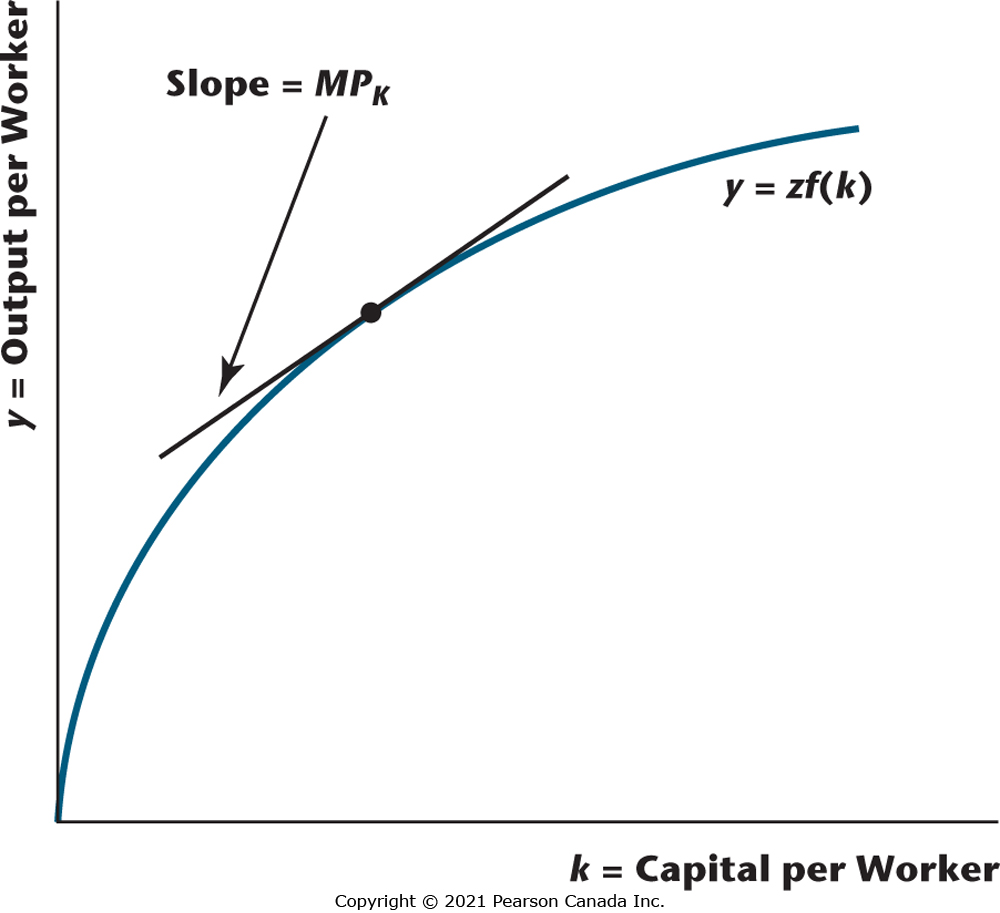 y = Output per Worker
Slope = MPK
y = zf(k)
k = Capital per Worker
Copyright © 2021 Pearson Canada Inc.